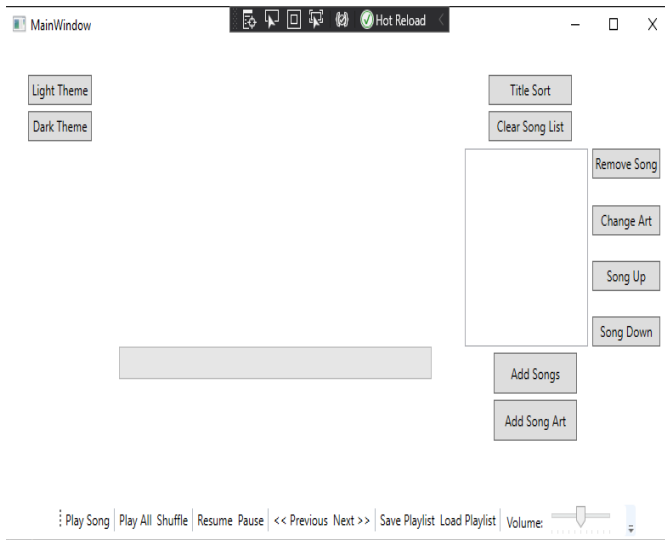 MainWindow Hot Reload
Light Theme Title Sort
Dark Theme Clear Song List
Remove Song
Change Art
Song Up
Song Down
Add Songs
Add Song Art
Play Song Play All Shuffle Resume Pause << Previous Next >> Save Playlist Load Playlist Volume: